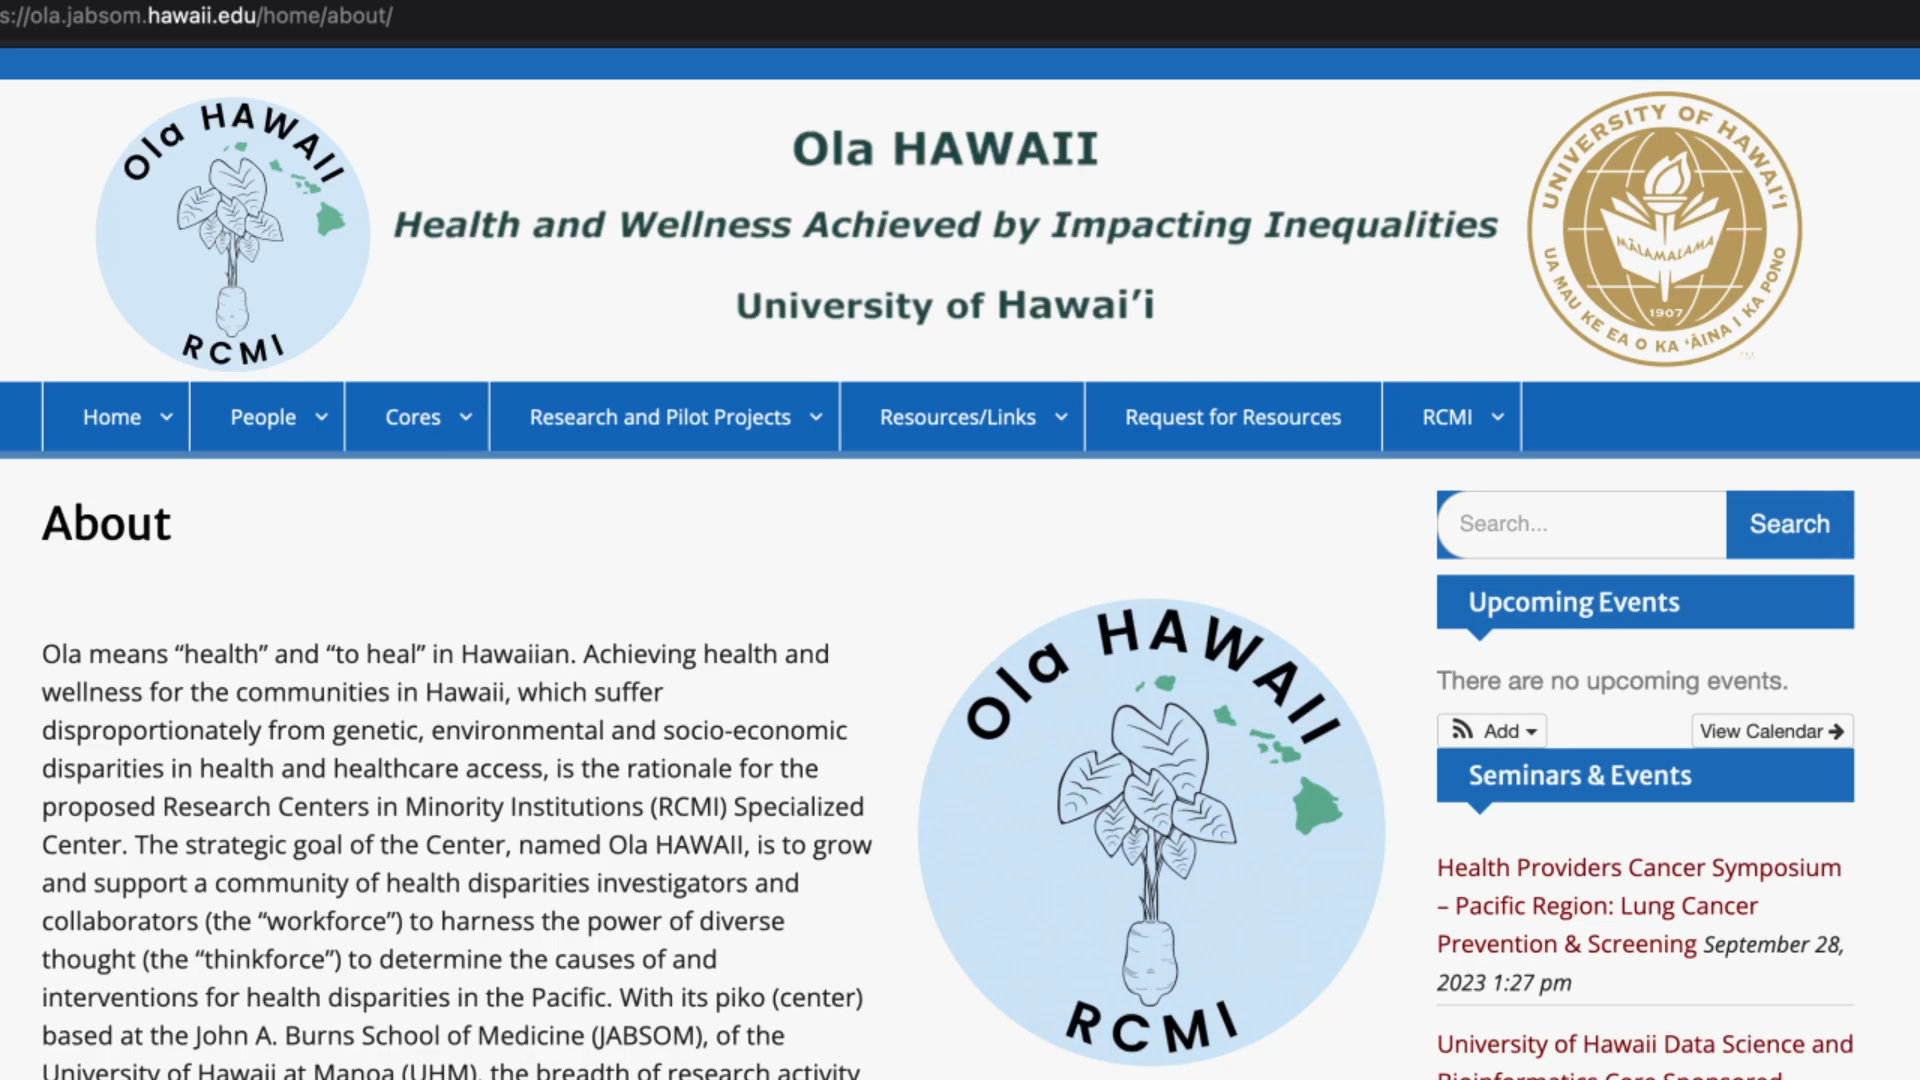 s://ola.jabsom.hawaii.edu/home/about/
Ola HAWAII
RCMI
Ola HAWAII
Health and Wellness Achieved by Impacting Inequalities
University of Hawai’i
UNIVERSITY OF HAWAI‘I
MĀLAMALAMA
1907
UA MAU KE EA O KA ‘ĀINA I KA PONO
TM
Home
People
Cores
Research and Pilot Projects
Resources/Links
Request for Resources
RCMI
About
Ola means “health” and “to heal” in Hawaiian. Achieving health and
wellness for the communities in Hawaii, which suffer
disproportionately from genetic, environmental and socio-economic
disparities in health and healthcare access, is the rationale for the
proposed Research Centers in Minority Institutions (RCMI) Specialized
Center. The strategic goal of the Center, named Ola HAWAII, is to grow
and support a community of health disparities investigators and
collaborators (the “workforce”) to harness the power of diverse
thought (the “thinkforce”) to determine the causes of and
interventions for health disparities in the Pacific. With its piko (center)
based at the John A. Burns School of Medicine (JABSOM), of the
University of Hawaii at Manoa (UHM), the breadth of research activity
Ola HAWAII
RCMI
Search...
Search
Upcoming Events
There are no upcoming events.
Add
View Calendar
Seminars & Events
Health Providers Cancer Symposium
– Pacific Region: Lung Cancer
Prevention & Screening September 28,
2023 1:27 pm
University of Hawaii Data Science and
Bioinformatics Core Sponsored